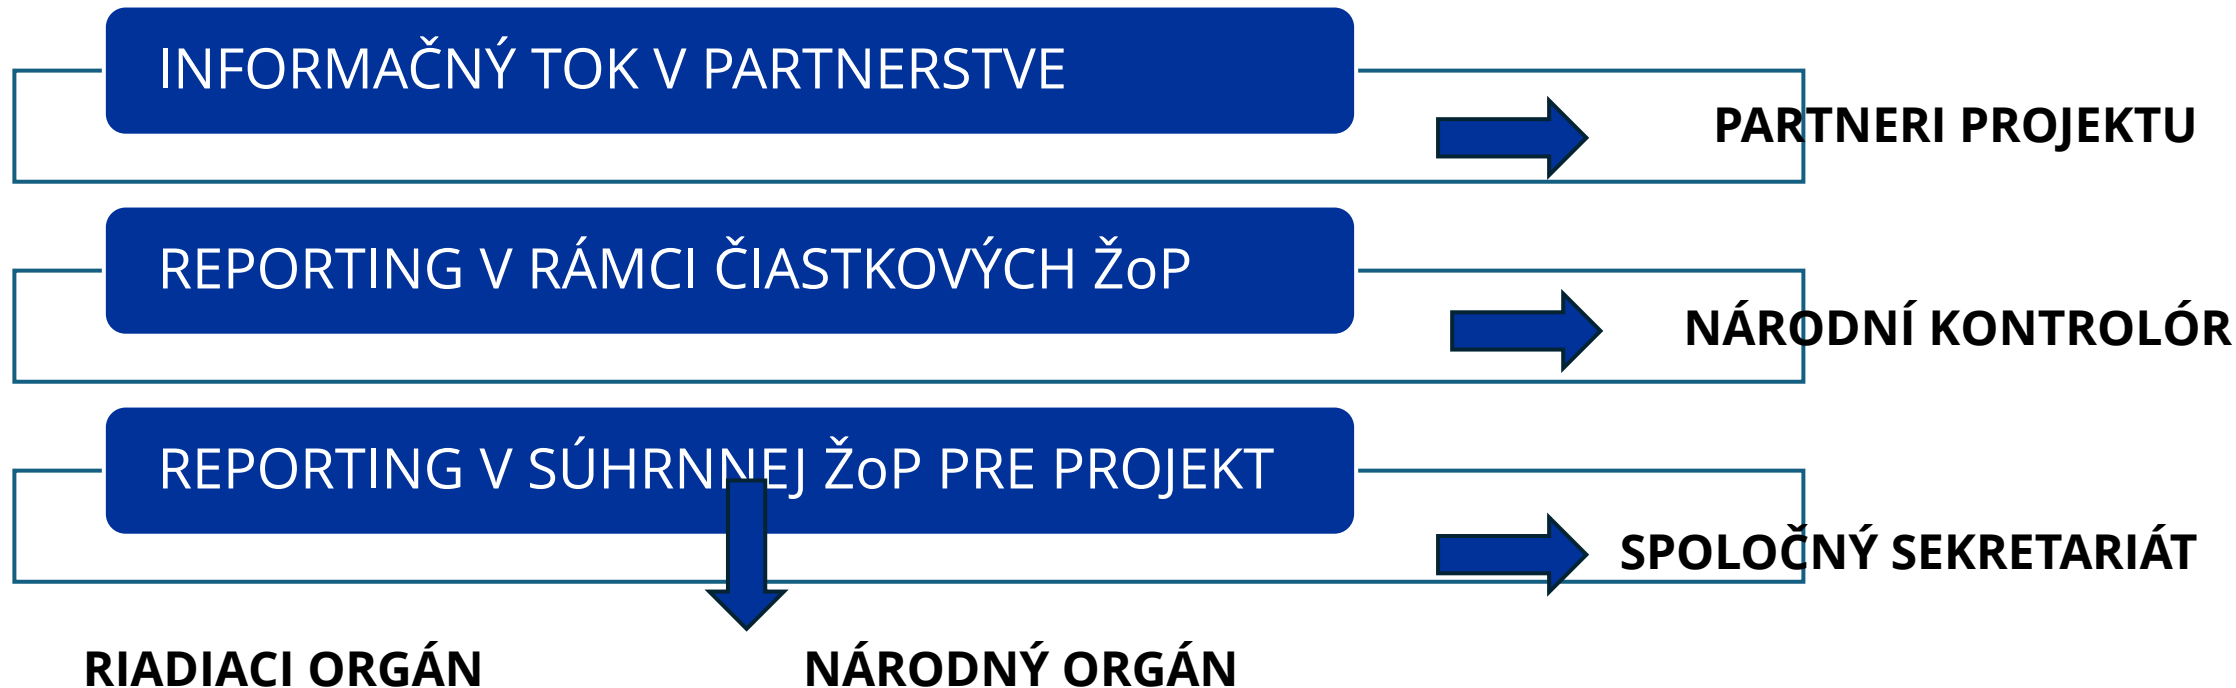 INFORMAČNÝ TOK V PARTNERSTVE
PARTNERI PROJEKTU
REPORTING V RÁMCI ČIASTKOVÝCH ŽoP
NÁRODNÍ KONTROLÓR
REPORTING V SÚHRNNEJ ŽoP PRE PROJEKT
SPOLOČNÝ SEKRETARIÁT
RIADIACI ORGÁN
NÁRODNÝ ORGÁN